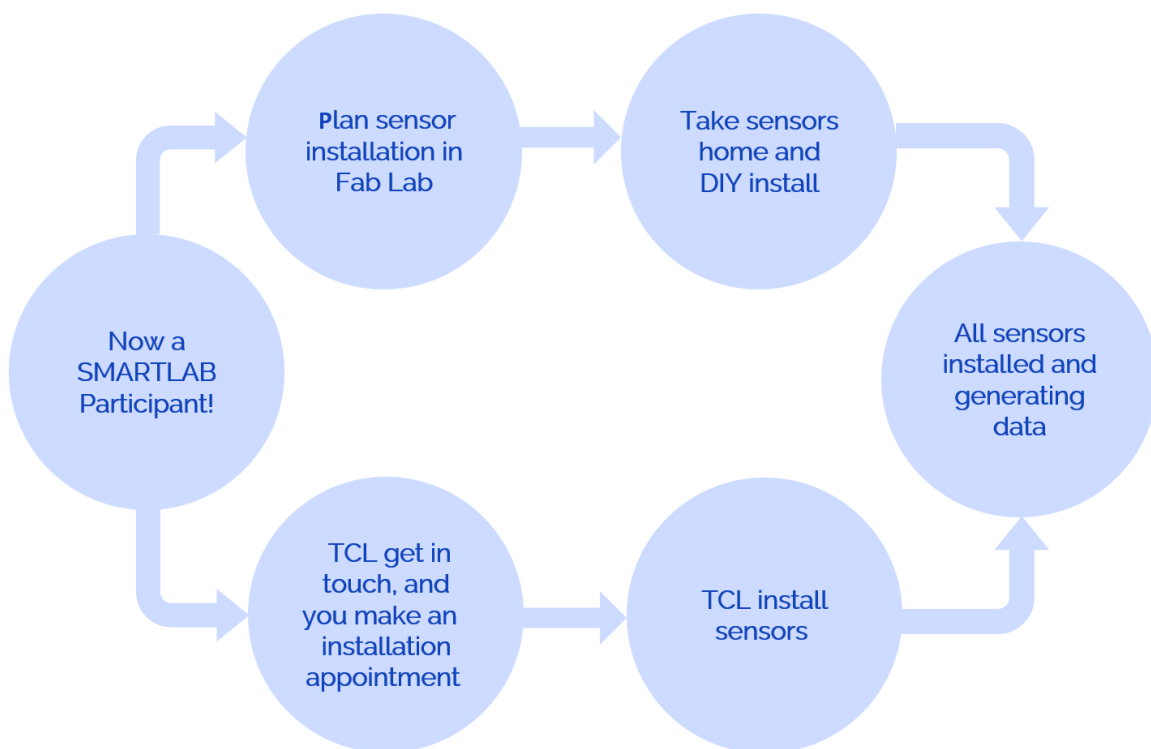 Plan sensor
installation in
Fab Lab
Take sensors
home and
DIY install
Now a
SMARTLAB
Participant!
All sensors
installed and
generating
data
TCL get in
touch, and
you make an
installation
appointment
TCL install
sensors